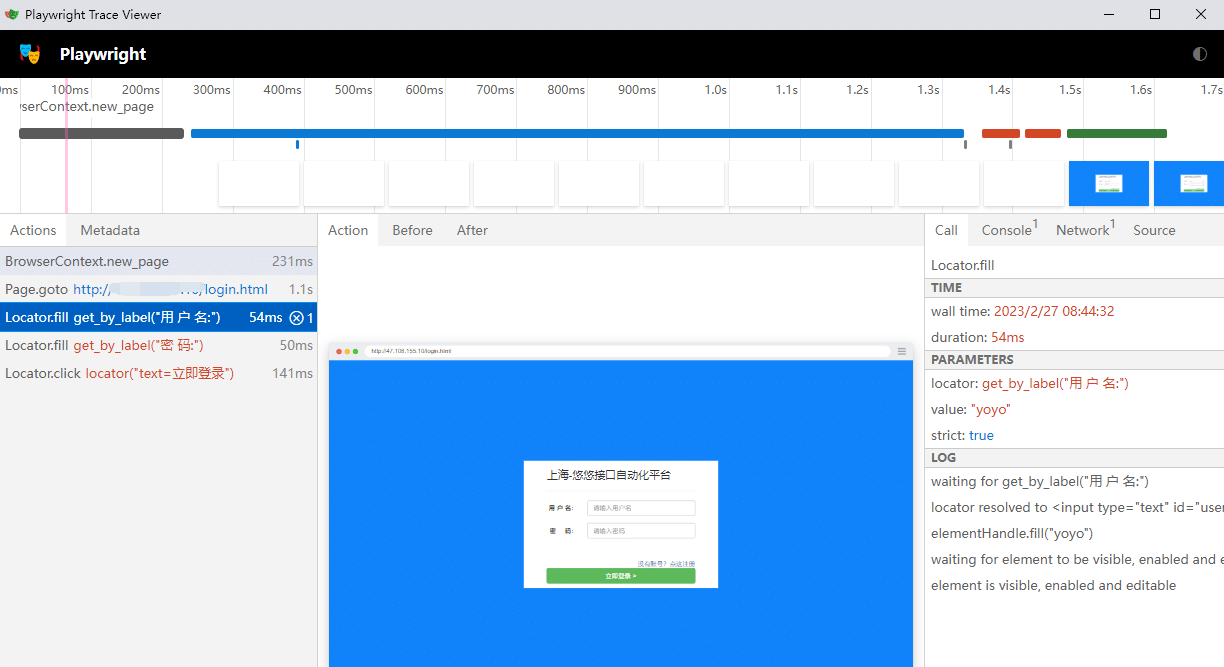 Playwright Trace Viewer
Playwright
0ms 100ms 200ms 300ms 400ms 500ms 600ms 700ms 800ms 900ms 1.0s 1.1s 1.2s 1.3s 1.4s 1.5s 1.6s 1.7s
serContext.new_page
Actions Metadata
BrowserContext.new_page 231ms
Page.goto http:// /login.html 1.1s
Locator.fill get_by_label("用 户 名:") 54ms 1
Locator.fill get_by_label("密 码:") 50ms
Locator.click locator("text=立即登录") 141ms
Action Before After
http://47.108.155.10/login.html
上海-悠悠接口自动化平台
用 户 名: 请输入用户名
密 码: 请输入密码
没有账号? 点这注册
立即登录 >
Call Console 1 Network 1 Source
Locator.fill
TIME
wall time: 2023/2/27 08:44:32
duration: 54ms
PARAMETERS
locator: get_by_label("用 户 名:")
value: "yoyo"
strict: true
LOG
waiting for get_by_label("用 户 名:")
locator resolved to <input type="text" id="user
elementHandle.fill("yoyo")
waiting for element to be visible, enabled and e
element is visible, enabled and editable